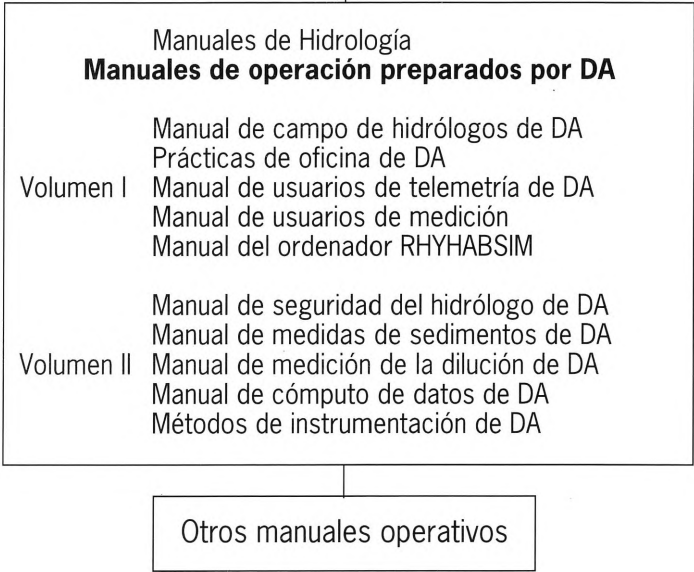 Manuales de Hidrología
Manuales de operación preparados por DA
Manual de campo de hidrólogos de DA
Prácticas de oficina de DA
Volumen I Manual de usuarios de telemetría de DA
Manual de usuarios de medición
Manual del ordenador RHYHABSIM
Manual de seguridad del hidrólogo de DA
Manual de medidas de sedimentos de DA
Volumen II Manual de medición de la dilución de DA
Manual de cómputo de datos de DA
Métodos de instrumentación de DA
Otros manuales operativos